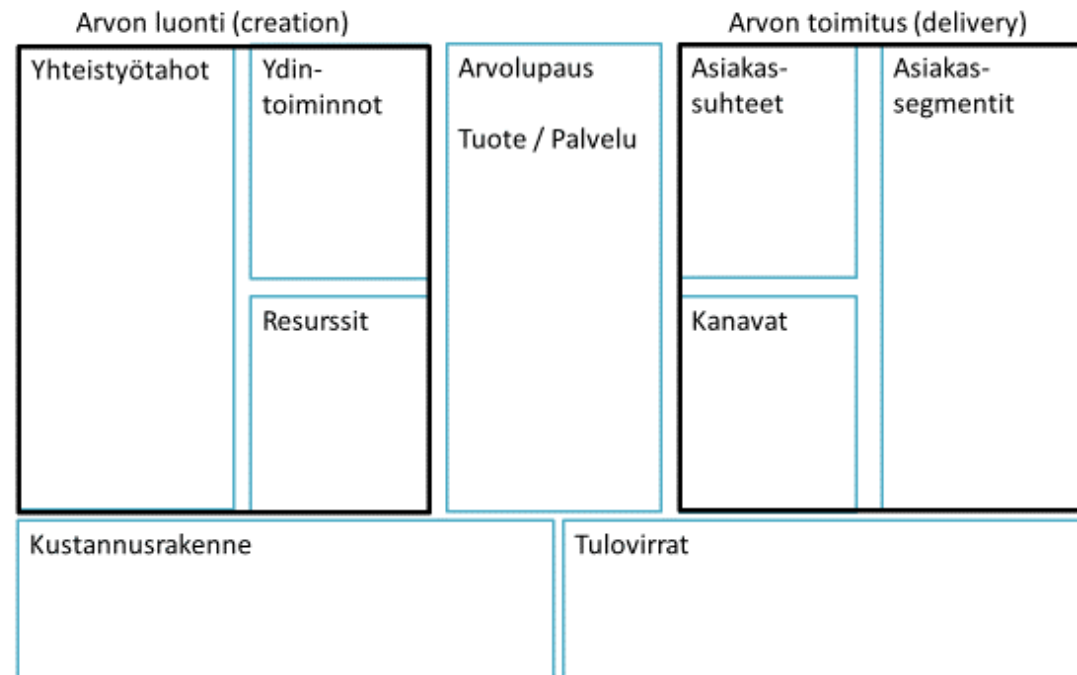 Arvon luonti (creation)
Arvon toimitus (delivery)
Yhteistyötahot
Ydin-
toiminnot
Arvolupaus
Tuote / Palvelu
Asiakas-
suhteet
Asiakas-
segmentit
Resurssit
Kanavat
Kustannusrakenne
Tulovirrat